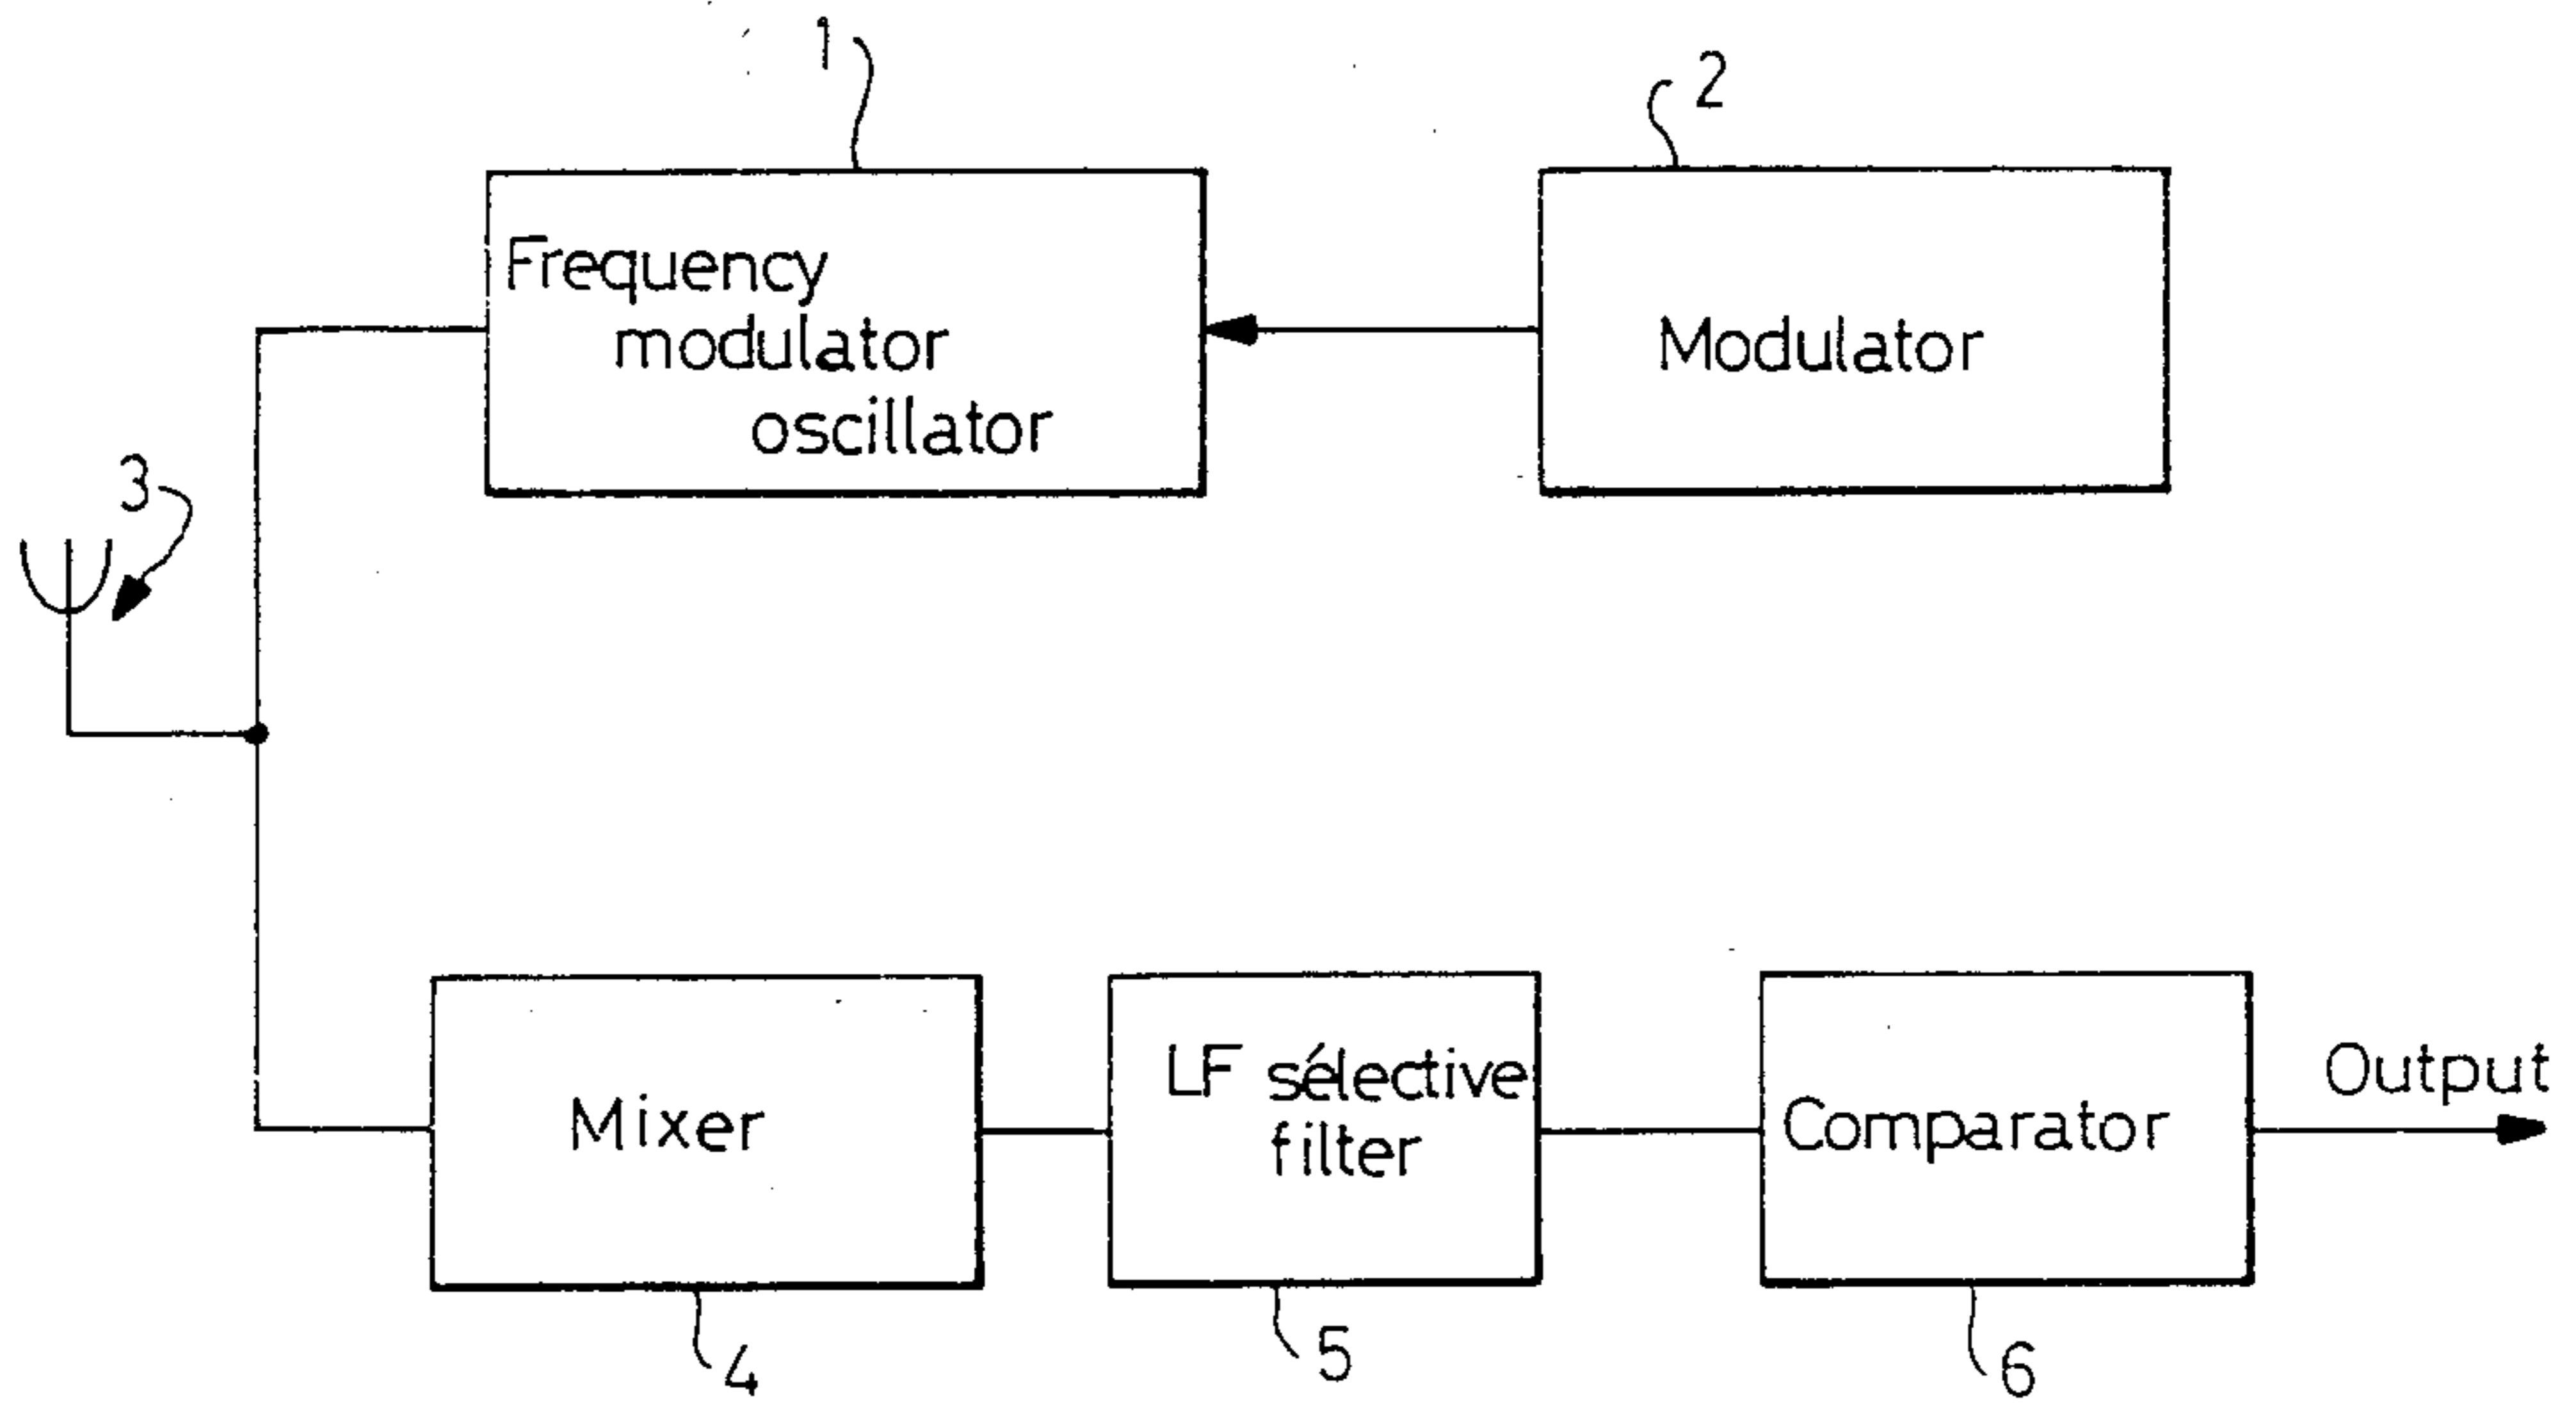 1
2
Frequency
modulator
oscillator
Modulator
3
Mixer
LF sélective
filter
Comparator
Output
4
5
6